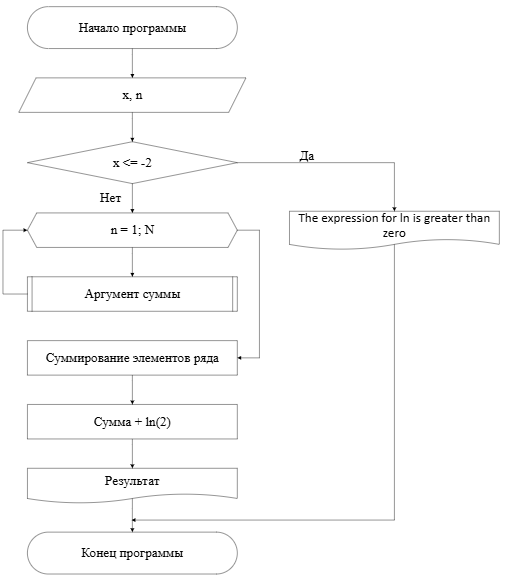 Начало программы
x, n
x <= -2
Да
Нет
The expression for ln is greater than
zero
n = 1; N
Аргумент суммы
Суммирование элементов ряда
Сумма + ln(2)
Результат
Конец программы